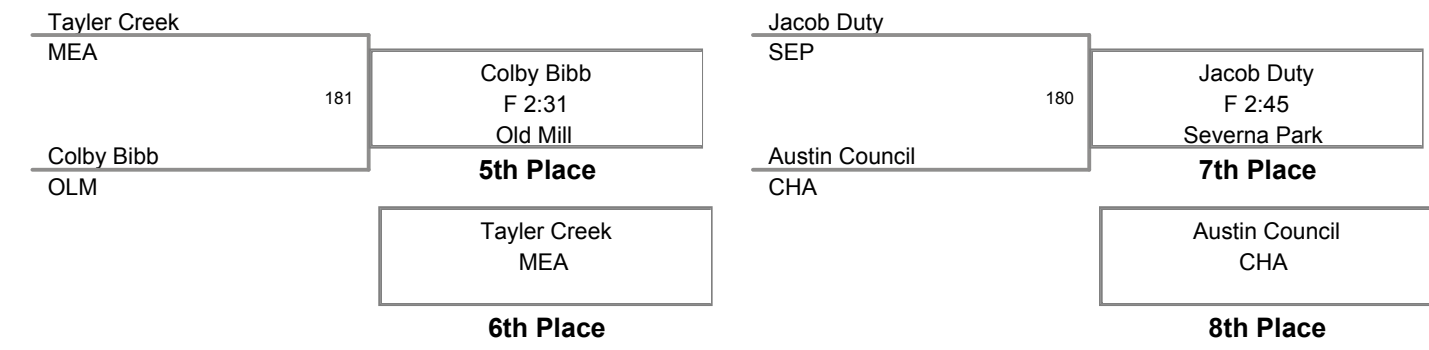 Tayler Creek
MEA
181
Colby Bibb
F 2:31
Old Mill
Colby Bibb
OLM
5th Place
Tayler Creek
MEA
6th Place
Jacob Duty
SEP
180
Jacob Duty
F 2:45
Severna Park
Austin Council
CHA
7th Place
Austin Council
CHA
8th Place